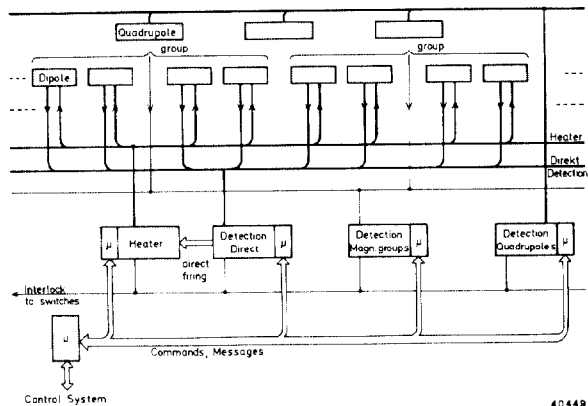 Quadrupole
group
group
Dipole
Heater
Direkt
Detection
μ
Heater
Detection
Direct
μ
Detection
Magn. groups
μ
Detection
Quadrupoles
μ
direct
firing
Interlock
to switches
μ
Commands, Messages
Control System
40449